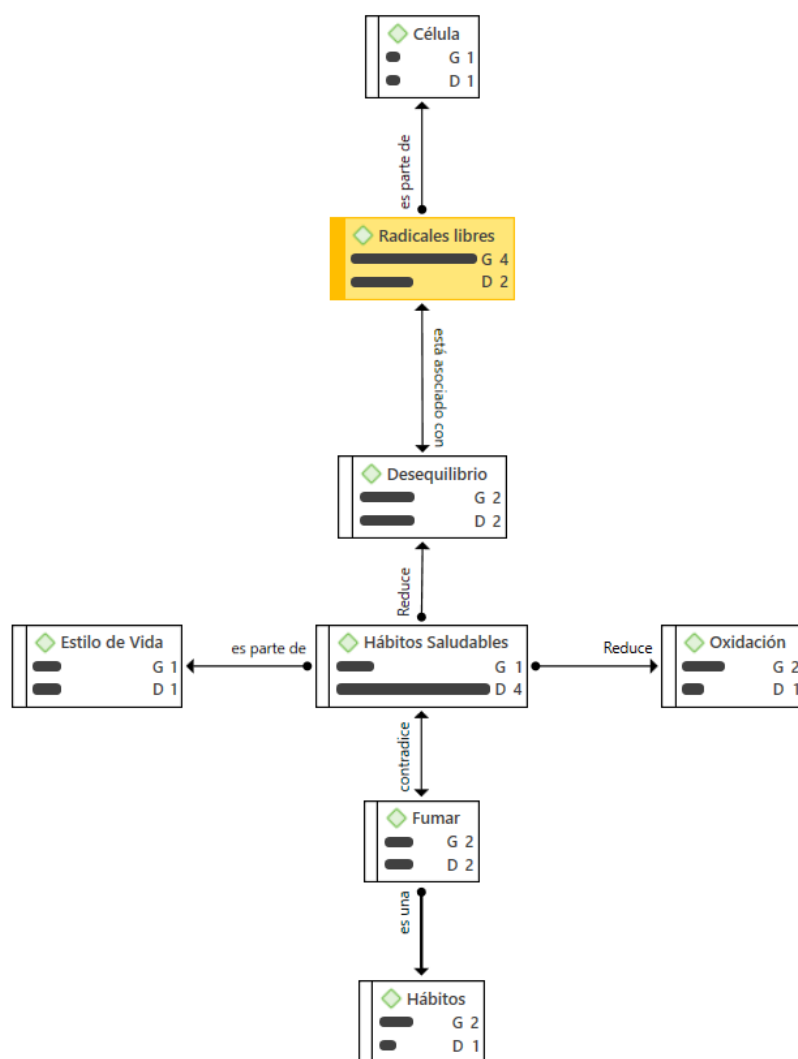 Célula
G 1
D 1
es parte de
Radicales libres
G 4
D 2
está asociado con
Desequilibrio
G 2
D 2
Reduce
Estilo de Vida
G 1
D 1
es parte de
Hábitos Saludables
G 1
D 4
Reduce
Oxidación
G 2
D 1
contradice
Fumar
G 2
D 2
es una
Hábitos
G 2
D 1